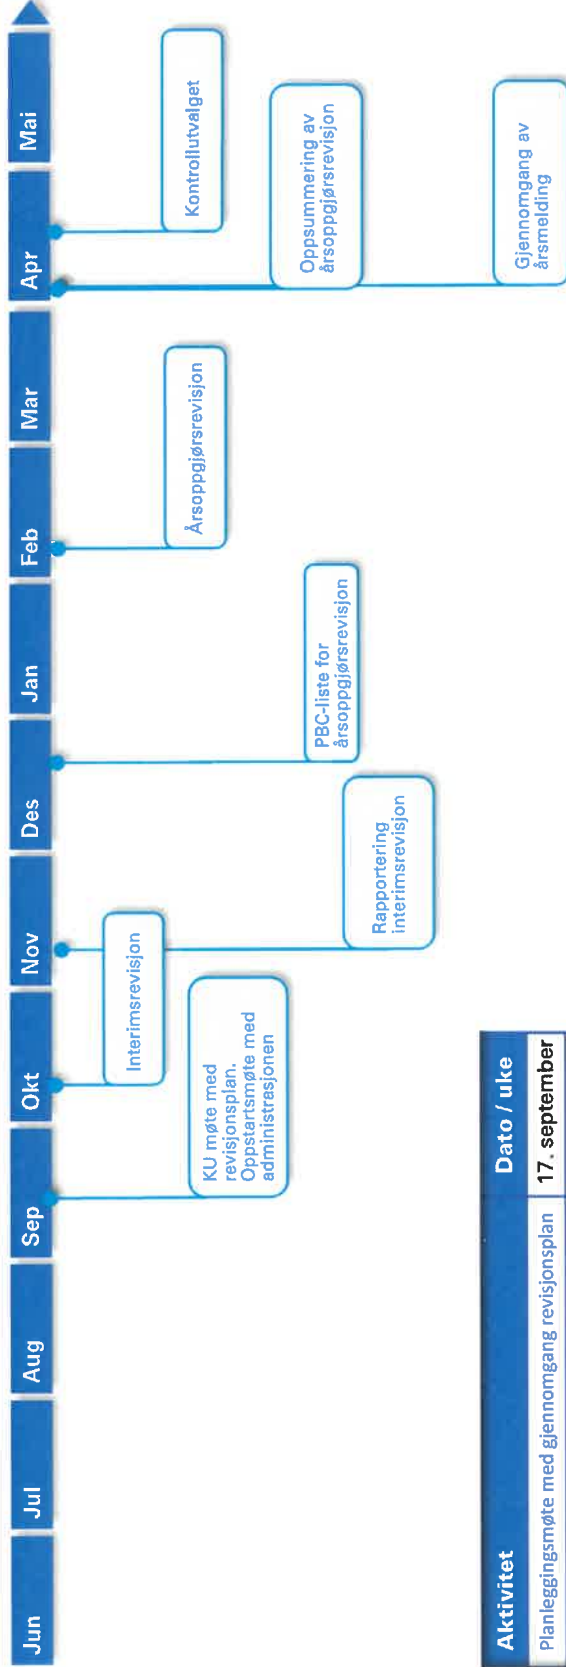 Jun
Jul
Aug
Sep
Okt
Nov
Des
Jan
Feb
Mar
Apr
Mai
KU møte med
revisjonsplan.
Oppstartsmøte med
administrasjonen
Interimsrevisjon
Rapportering
interimsrevisjon
PBC-liste for
årsoppgjørsrevisjon
Årsoppgjørsrevisjon
Kontrollutvalget
Oppsummering av
årsoppgjørsrevisjon
Gjennomgang av
årsmelding
Aktivitet Dato / uke
Planleggingsmøte med gjennomgang revisjonsplan 17. september